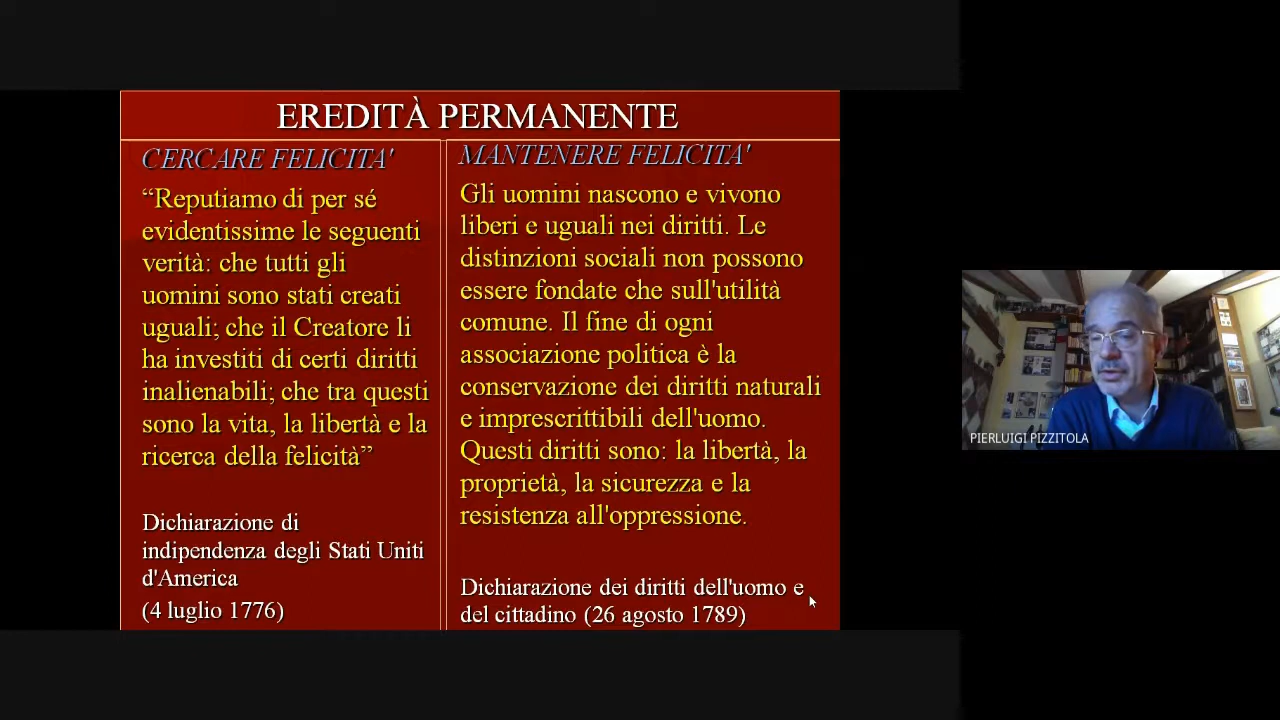 EREDITÀ PERMANENTE
CERCARE FELICITA'
“Reputiamo di per sé
evidentissime le seguenti
verità: che tutti gli
uomini sono stati creati
uguali; che il Creatore li
ha investiti di certi diritti
inalienabili; che tra questi
sono la vita, la libertà e la
ricerca della felicità”
Dichiarazione di
indipendenza degli Stati Uniti
d'America
(4 luglio 1776)
MANTENERE FELICITA'
Gli uomini nascono e vivono
liberi e uguali nei diritti. Le
distinzioni sociali non possono
essere fondate che sull'utilità
comune. Il fine di ogni
associazione politica è la
conservazione dei diritti naturali
e imprescrittibili dell'uomo.
Questi diritti sono: la libertà, la
proprietà, la sicurezza e la
resistenza all'oppressione.
Dichiarazione dei diritti dell'uomo e
del cittadino (26 agosto 1789)
PIERLUIGI PIZZITOLA